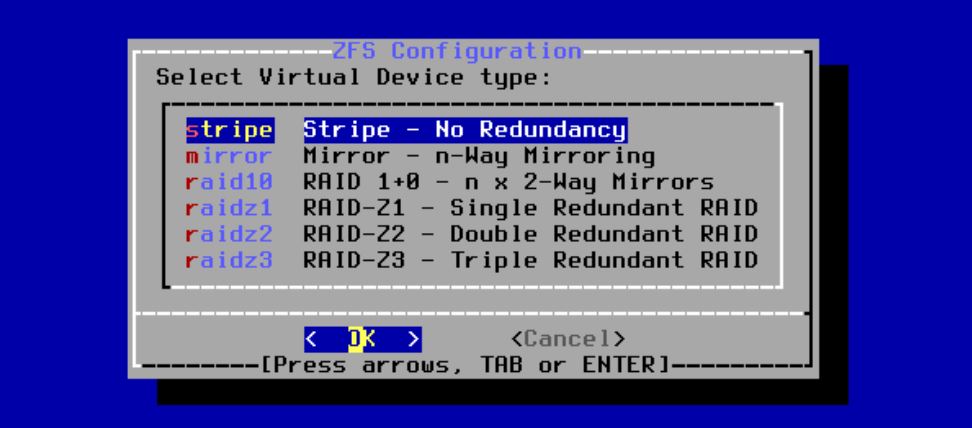 ZFS Configuration
Select Virtual Device type:
stripe Stripe - No Redundancy
mirror Mirror - n-Way Mirroring
raid10 RAID 1+0 - n x 2-Way Mirrors
raidz1 RAID-Z1 - Single Redundant RAID
raidz2 RAID-Z2 - Double Redundant RAID
raidz3 RAID-Z3 - Triple Redundant RAID
< OK > <Cancel>
[Press arrows, TAB or ENTER]